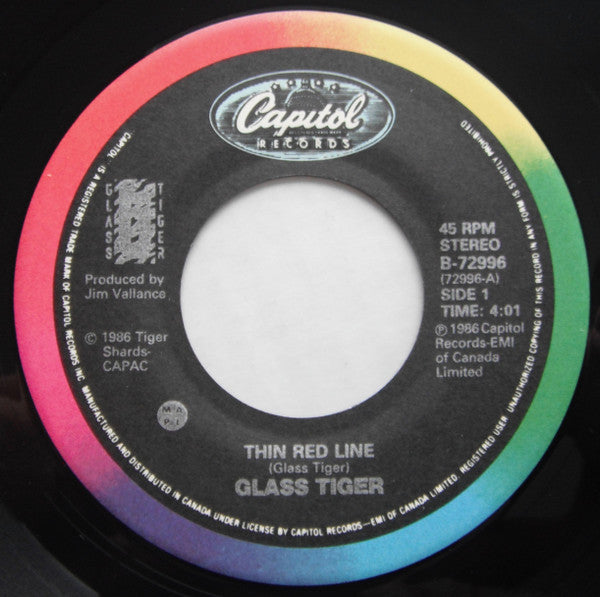 Capitol
RECORDS
GLASS
TIGER
Produced by
Jim Vallance
© 1986 Tiger
Shards-
CAPAC
45 RPM
STEREO
B-72996
(72996-A)
SIDE 1
TIME: 4:01
℗ 1986 Capitol
Records-EMI
of Canada
Limited
M A
P L
THIN RED LINE
(Glass Tiger)
GLASS TIGER
CAPITOL IS A REGISTERED TRADE MARK OF CAPITOL RECORDS INC. MANUFACTURED AND DISTRIBUTED IN CANADA UNDER LICENSE BY CAPITOL RECORDS—EMI OF CANADA LIMITED, REGISTERED USER. UNAUTHORIZED COPYING OF THIS RECORD IN ANY FORM IS STRICTLY PROHIBITED